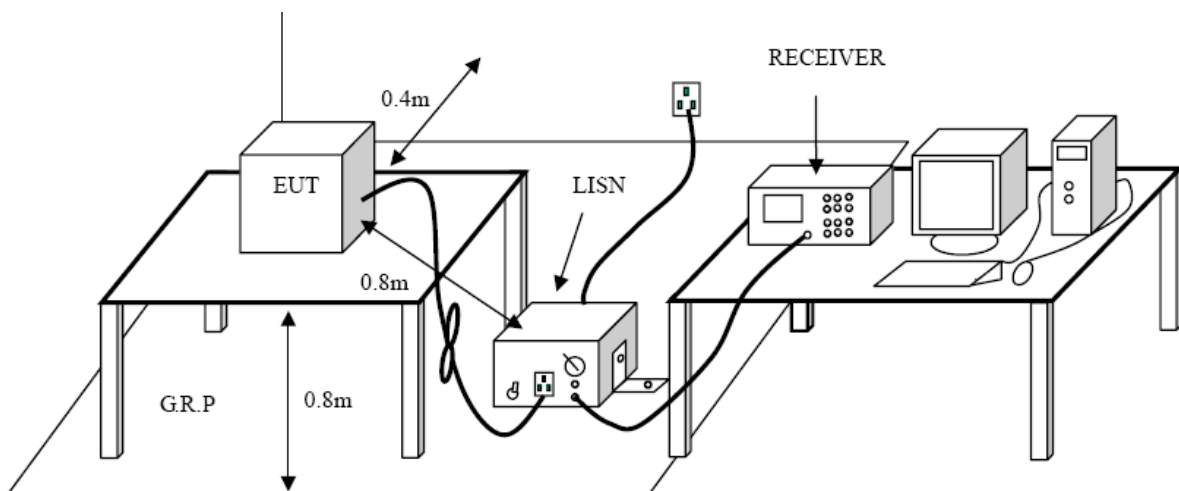 RECEIVER
0.4m
EUT
LISN
0.8m
G.R.P
0.8m